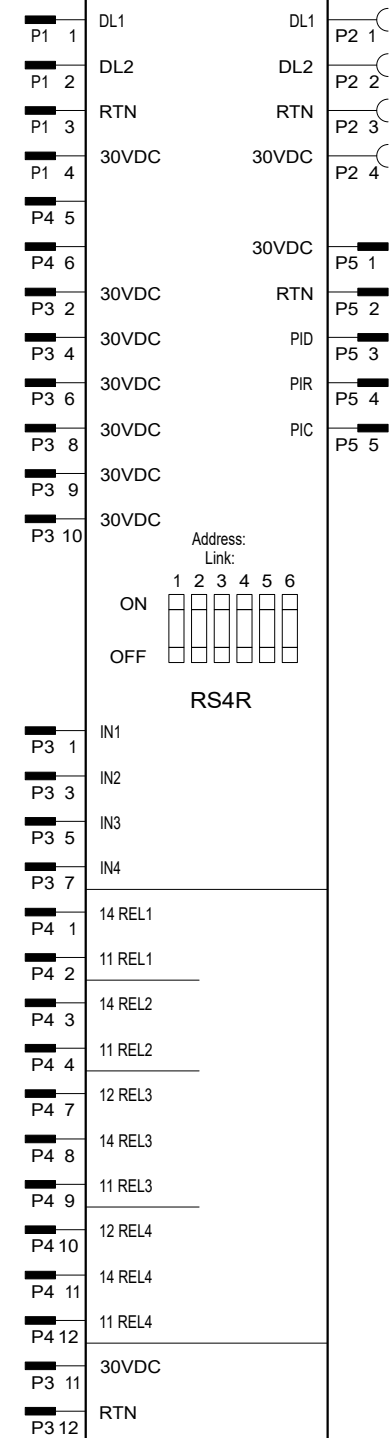 DL1 DL1
P1 1 P2 1
DL2 DL2
P1 2 P2 2
RTN RTN
P1 3 P2 3
30VDC 30VDC
P1 4 P2 4
P4 5
30VDC
P4 6 P5 1
30VDC RTN
P3 2 P5 2
30VDC PID
P3 4 P5 3
30VDC PIR
P3 6 P5 4
30VDC PIC
P3 8 P5 5
30VDC
P3 9
30VDC
P3 10
Address:
Link:
1 2 3 4 5 6
ON
OFF
RS4R
IN1
P3 1
IN2
P3 3
IN3
P3 5
IN4
P3 7
14 REL1
P4 1
11 REL1
P4 2
14 REL2
P4 3
11 REL2
P4 4
12 REL3
P4 7
14 REL3
P4 8
11 REL3
P4 9
12 REL4
P4 10
14 REL4
P4 11
11 REL4
P4 12
30VDC
P3 11
RTN
P3 12